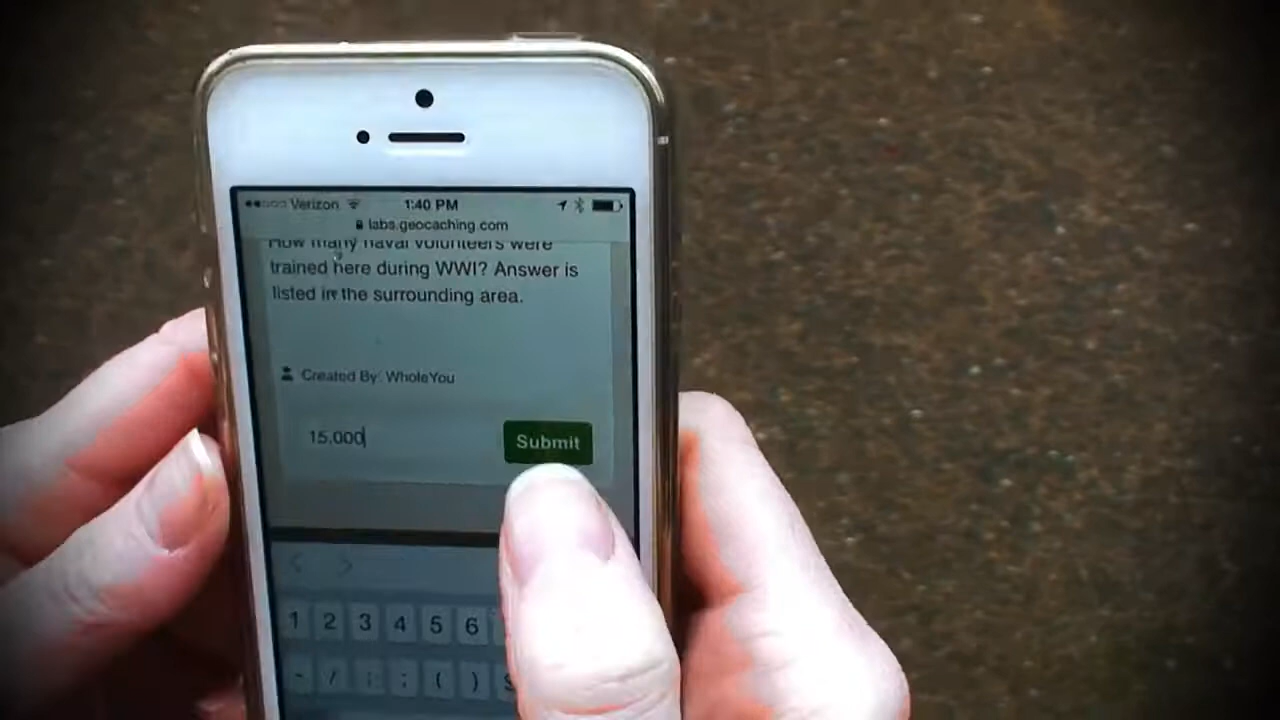 Verizon 1:40 PM
labs.geocaching.com
How many naval volunteers were
trained here during WWI? Answer is
listed in the surrounding area.
Created By: WholeYou
15,000 Submit
1 2 3 4 5 6
- / : ; ( ) $